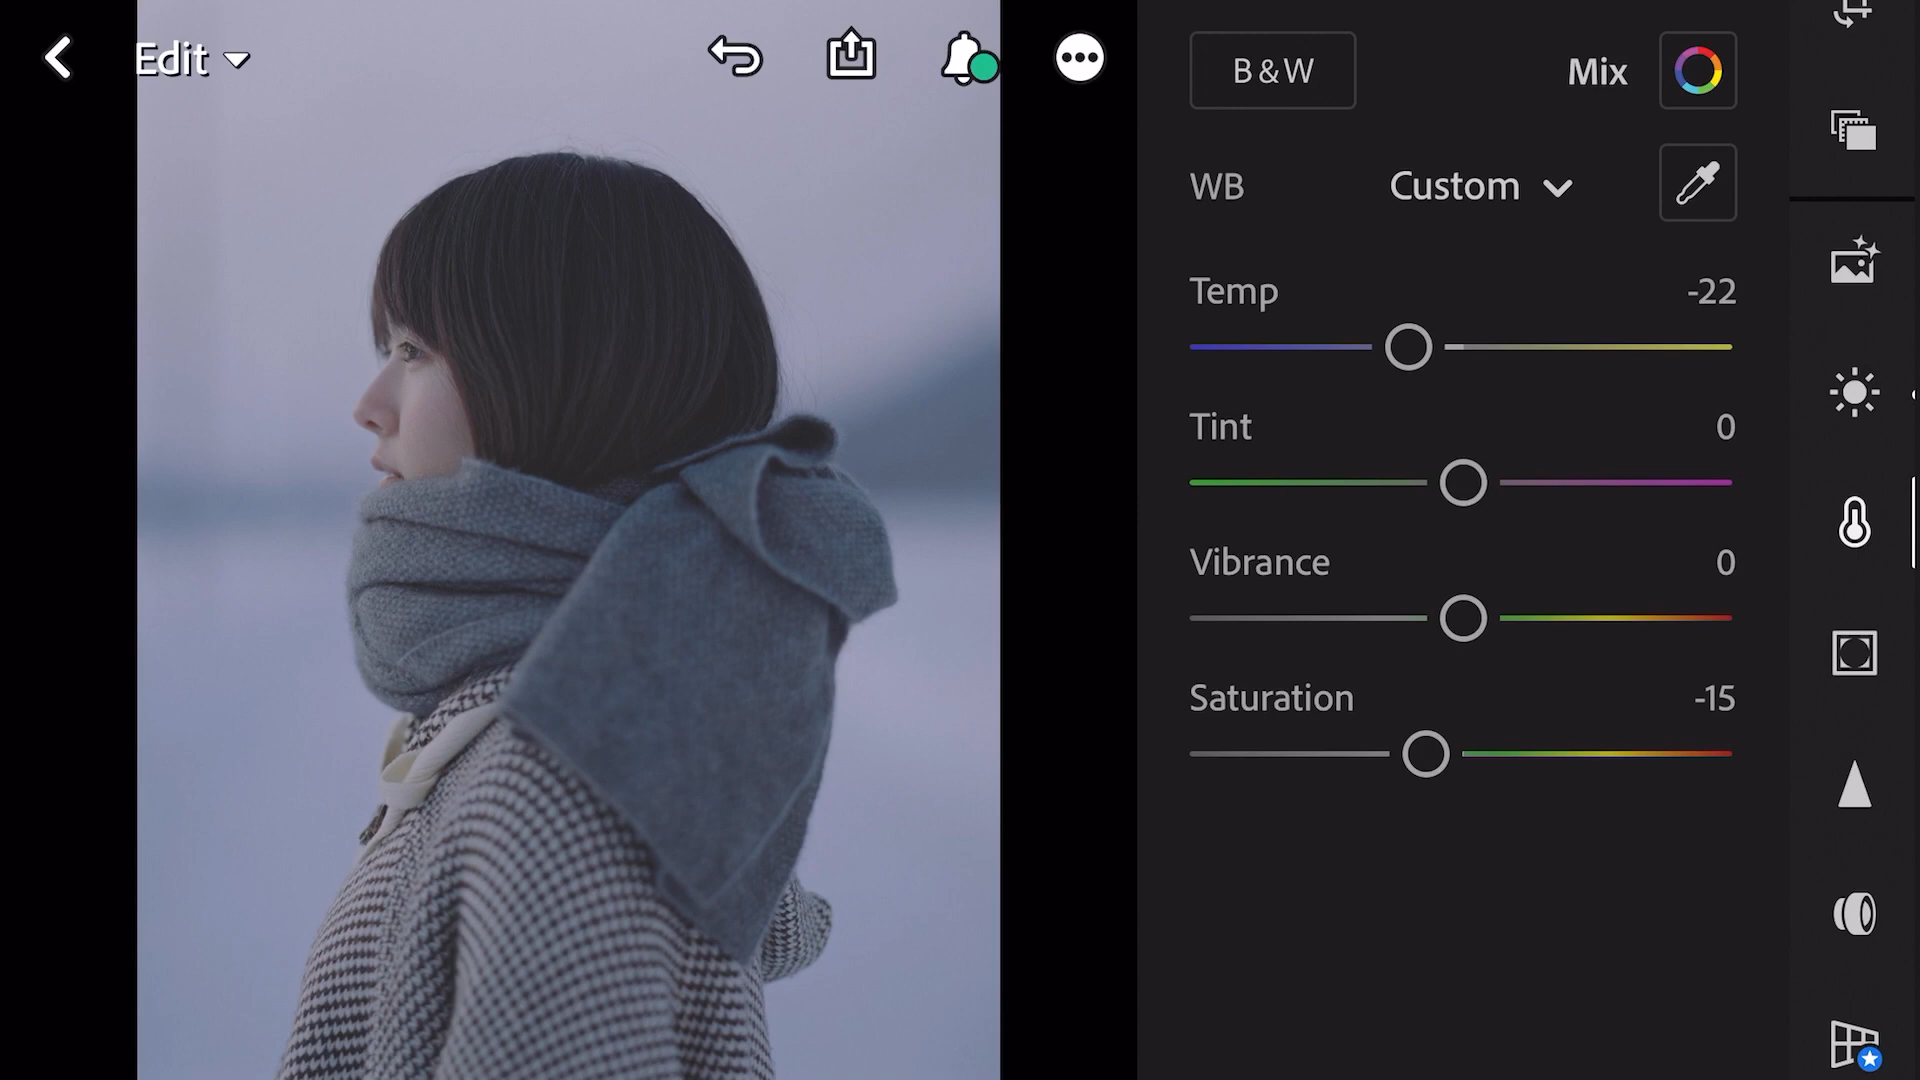 Edit
B&W
Mix
WB
Custom
Temp
-22
Tint
0
Vibrance
0
Saturation
-15